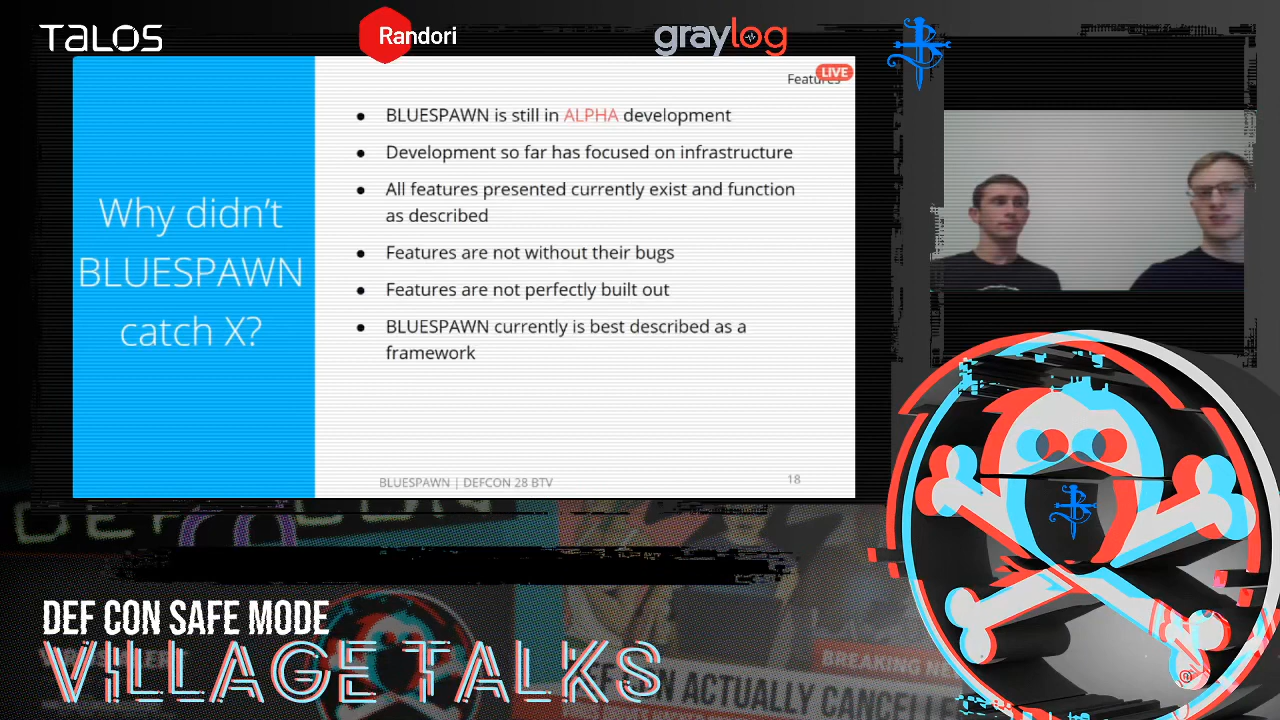 TALOS
Randori
graylog
Features
LIVE
Why didn't
BLUESPAWN
catch X?
● BLUESPAWN is still in ALPHA development
● Development so far has focused on infrastructure
● All features presented currently exist and function
as described
● Features are not without their bugs
● Features are not perfectly built out
● BLUESPAWN currently is best described as a
framework
BLUESPAWN | DEFCON 28 BTV
18
DEF CON
DEF CON SAFE MODE
VILLAGE TALKS
BREAKING
CON ACTUALLY